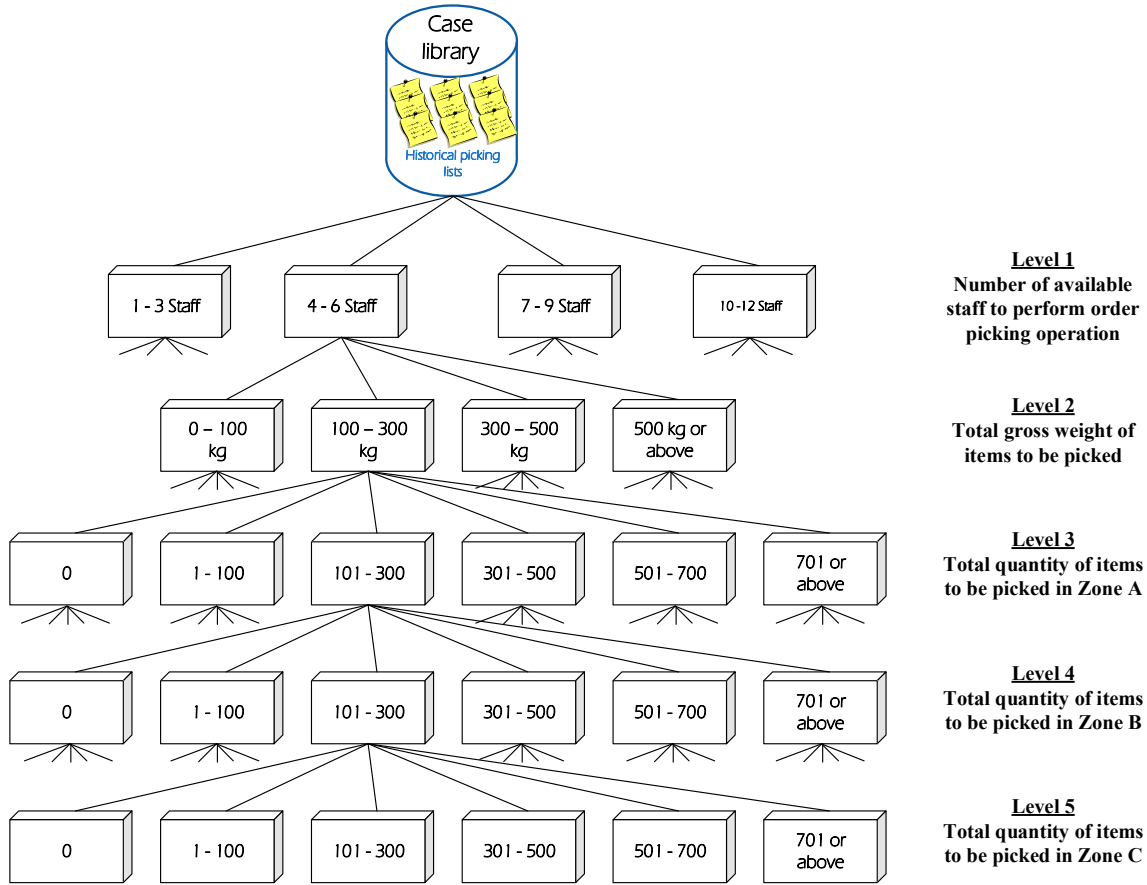 Case
library
Historical picking
lists
1 - 3 Staff
4 - 6 Staff
7 - 9 Staff
10 -12 Staff
Level 1
Number of available
staff to perform order
picking operation
0 – 100
kg
100 – 300
kg
300 – 500
kg
500 kg or
above
Level 2
Total gross weight of
items to be picked
0
1 - 100
101 - 300
301 - 500
501 - 700
701 or
above
Level 3
Total quantity of items
to be picked in Zone A
0
1 - 100
101 - 300
301 - 500
501 - 700
701 or
above
Level 4
Total quantity of items
to be picked in Zone B
0
1 - 100
101 - 300
301 - 500
501 - 700
701 or
above
Level 5
Total quantity of items
to be picked in Zone C